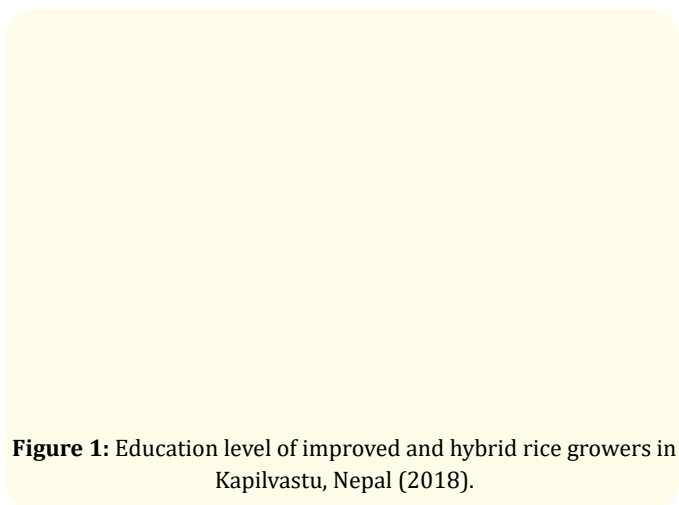 Figure 1: Education level of improved and hybrid rice growers in
Kapilvastu, Nepal (2018).